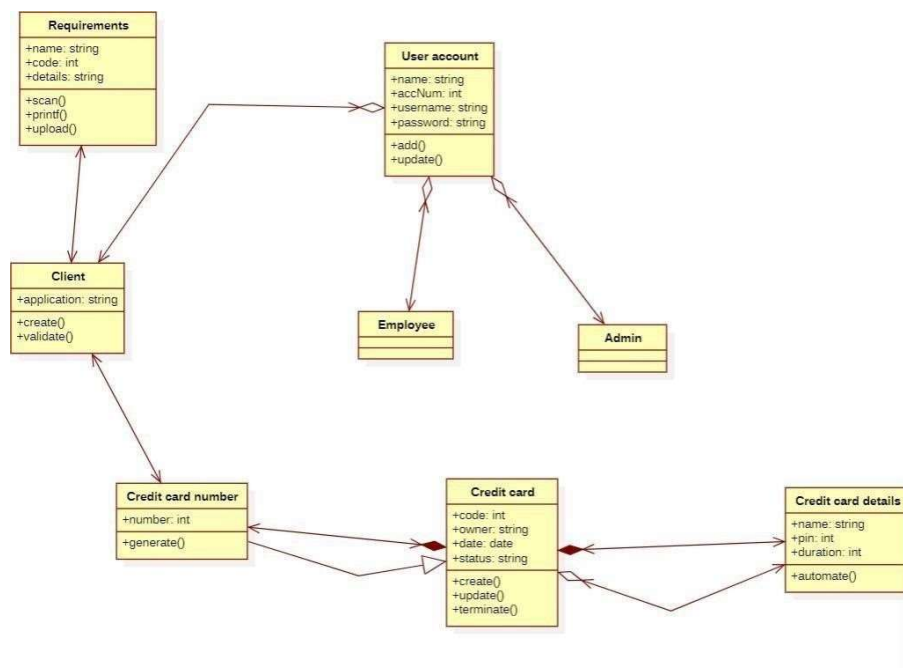 Requirements
+name: string
+code: int
+details: string
+scan()
+printf()
+upload()
User account
+name: string
+accNum: int
+username: string
+password: string
+add()
+update()
Client
+application: string
+create()
+validate()
Employee
Admin
Credit card number
+number: int
+generate()
Credit card
+code: int
+owner: string
+date: date
+status: string
+create()
+update()
+terminate()
Credit card details
+name: string
+pin: int
+duration: int
+automate()